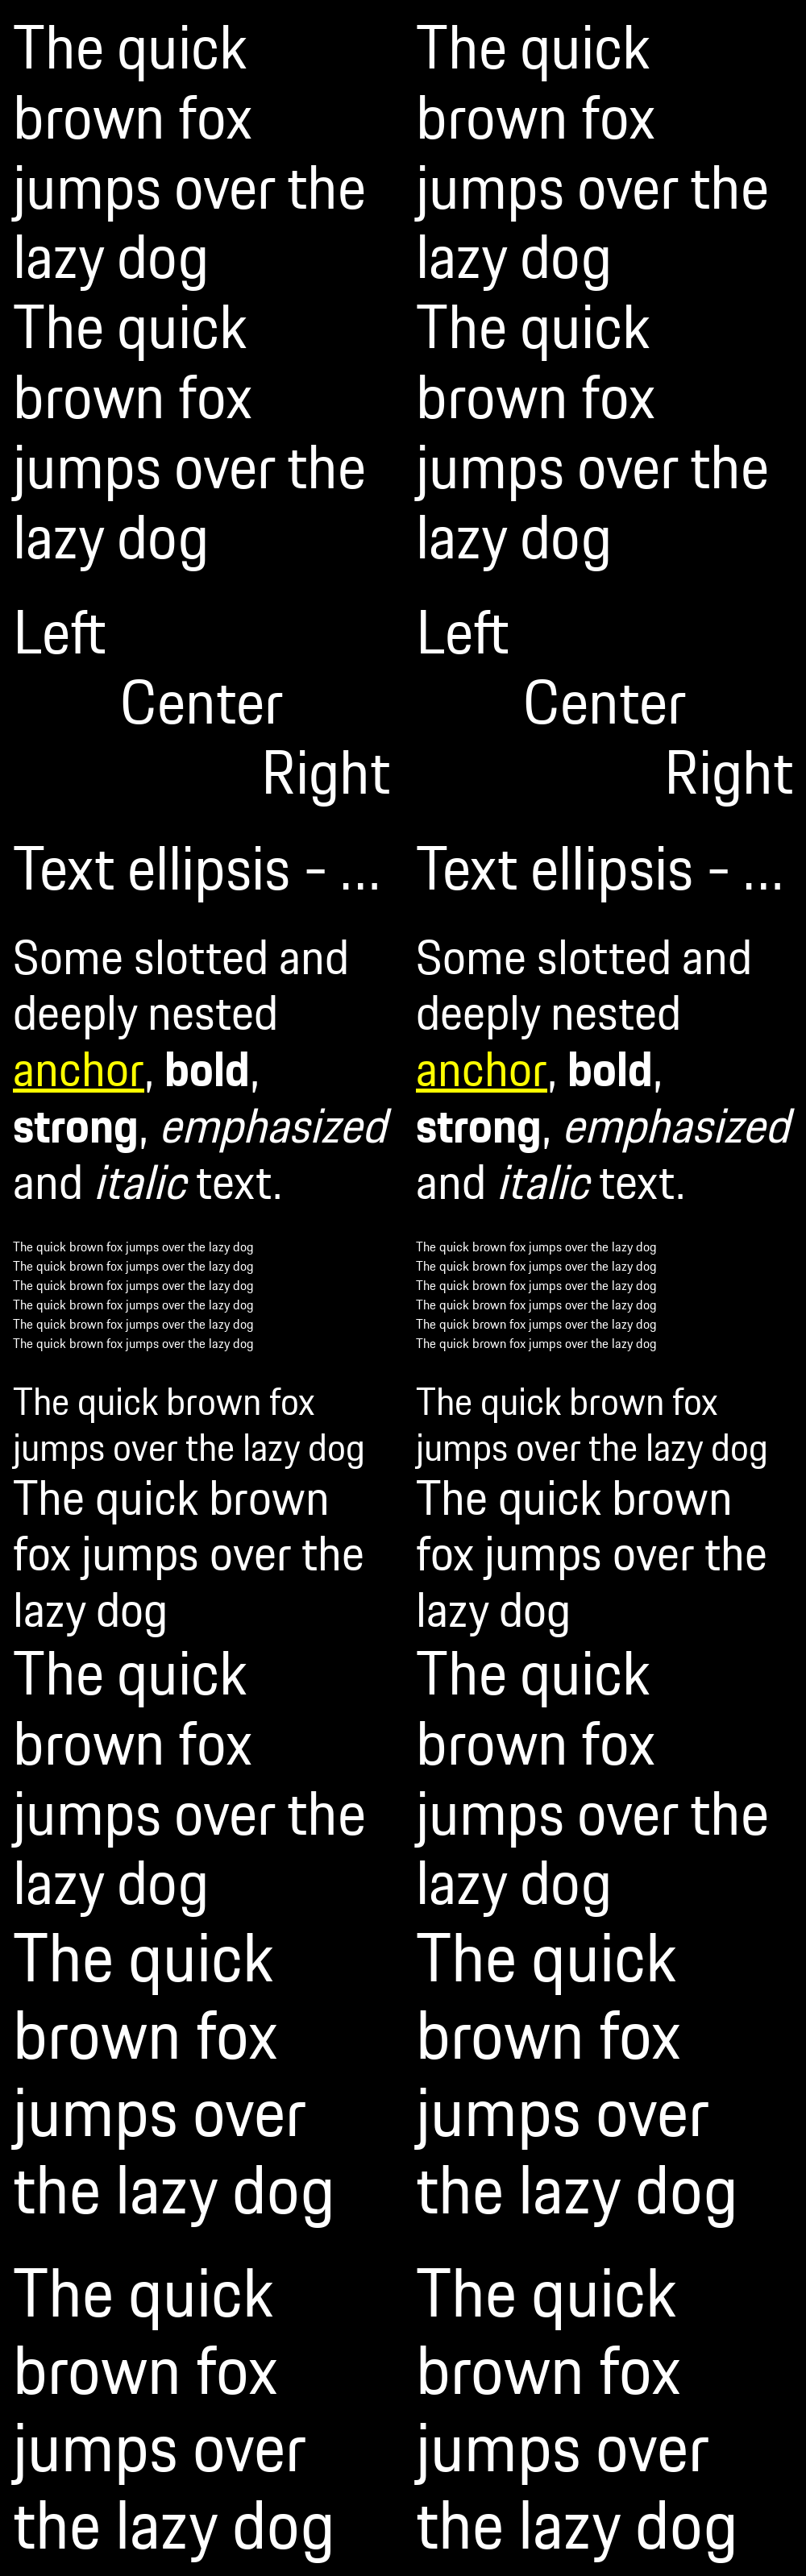 The quick
brown fox
jumps over the
lazy dog
The quick
brown fox
jumps over the
lazy dog
Left
Center
Right
Text ellipsis - ...
Some slotted and
deeply nested
anchor, bold,
strong, emphasized
and italic text.
The quick brown fox jumps over the lazy dog
The quick brown fox jumps over the lazy dog
The quick brown fox jumps over the lazy dog
The quick brown fox jumps over the lazy dog
The quick brown fox jumps over the lazy dog
The quick brown fox jumps over the lazy dog
The quick brown fox
jumps over the lazy dog
The quick brown
fox jumps over the
lazy dog
The quick
brown fox
jumps over the
lazy dog
The quick
brown fox
jumps over
the lazy dog
The quick
brown fox
jumps over
the lazy dog
The quick
brown fox
jumps over the
lazy dog
The quick
brown fox
jumps over the
lazy dog
Left
Center
Right
Text ellipsis - ...
Some slotted and
deeply nested
anchor, bold,
strong, emphasized
and italic text.
The quick brown fox jumps over the lazy dog
The quick brown fox jumps over the lazy dog
The quick brown fox jumps over the lazy dog
The quick brown fox jumps over the lazy dog
The quick brown fox jumps over the lazy dog
The quick brown fox jumps over the lazy dog
The quick brown fox
jumps over the lazy dog
The quick brown
fox jumps over the
lazy dog
The quick
brown fox
jumps over the
lazy dog
The quick
brown fox
jumps over
the lazy dog
The quick
brown fox
jumps over
the lazy dog